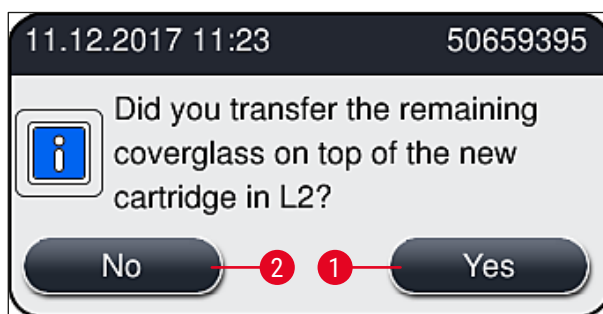 11.12.2017 11:23 50659395
Did you transfer the remaining
coverglass on top of the new
cartridge in L2?
No 2 1 Yes